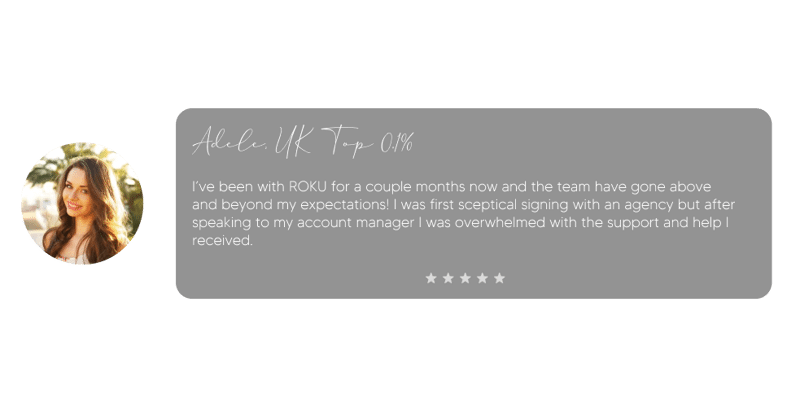 Adele, UK Top 0.1%
I've been with ROKU for a couple months now and the team have gone above
and beyond my expectations! I was first sceptical signing with an agency but after
speaking to my account manager I was overwhelmed with the support and help I
received.